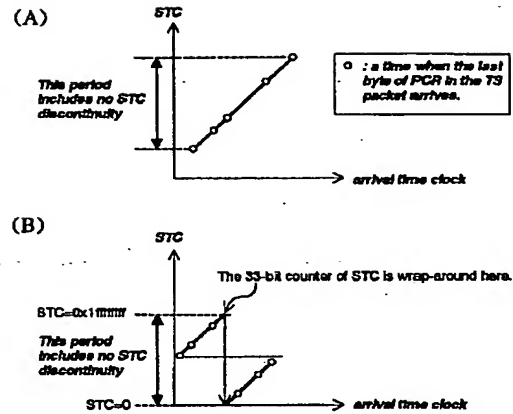 (A)
STC
This period
includes no STC
discontinuity
: a time when the last
byte of PCR in the TS
packet arrives.
arrival time clock
(B)
STC
The 33-bit counter of STC is wrap-around here.
STC=0x1ffffffff
This period
includes no STC
discontinuity
STC=0
arrival time clock